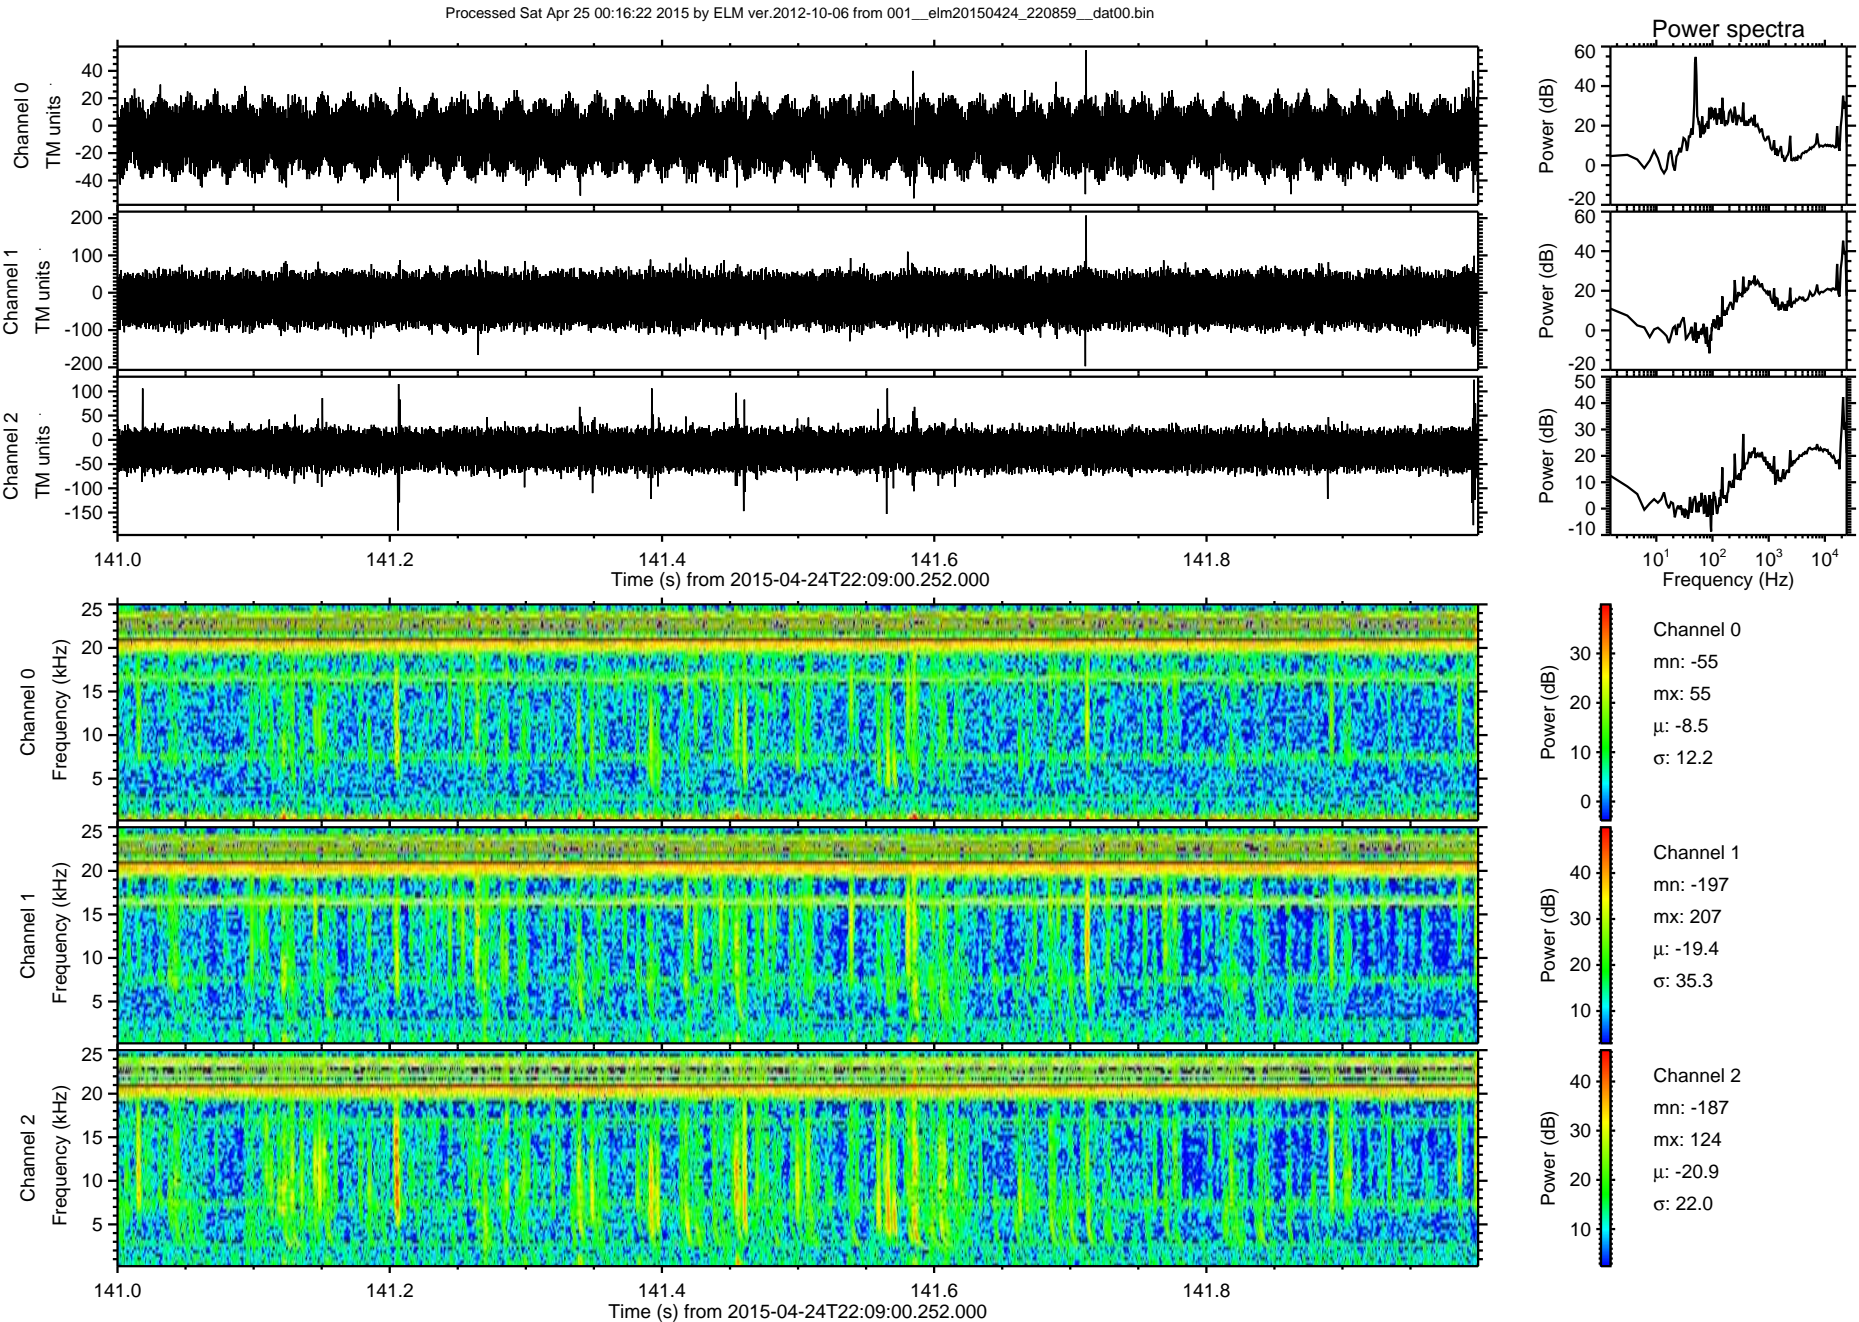 Processed Sat Apr 25 00:16:22 2015 by ELM ver.2012-10-06 from 001__elm20150424_220859__dat00.bin
Power spectra
Channel 0
TM units
40
20
0
-20
-40
Power (dB)
60
40
20
0
-20
Channel 1
TM units
200
100
0
-100
-200
Power (dB)
60
40
20
0
-20
Channel 2
TM units
100
50
0
-50
-100
-150
Power (dB)
50
40
30
20
10
0
-10
141.0 141.2 141.4 141.6 141.8
Time (s) from 2015-04-24T22:09:00.252.000
10^1 10^2 10^3 10^4
Frequency (Hz)
Channel 0
Frequency (kHz)
25
20
15
10
5
Power (dB)
30
20
10
0
Channel 0
mn: -55
mx: 55
μ: -8.5
σ: 12.2
Channel 1
Frequency (kHz)
25
20
15
10
5
Power (dB)
40
30
20
10
Channel 1
mn: -197
mx: 207
μ: -19.4
σ: 35.3
Channel 2
Frequency (kHz)
25
20
15
10
5
Power (dB)
40
30
20
10
Channel 2
mn: -187
mx: 124
μ: -20.9
σ: 22.0
141.0 141.2 141.4 141.6 141.8
Time (s) from 2015-04-24T22:09:00.252.000